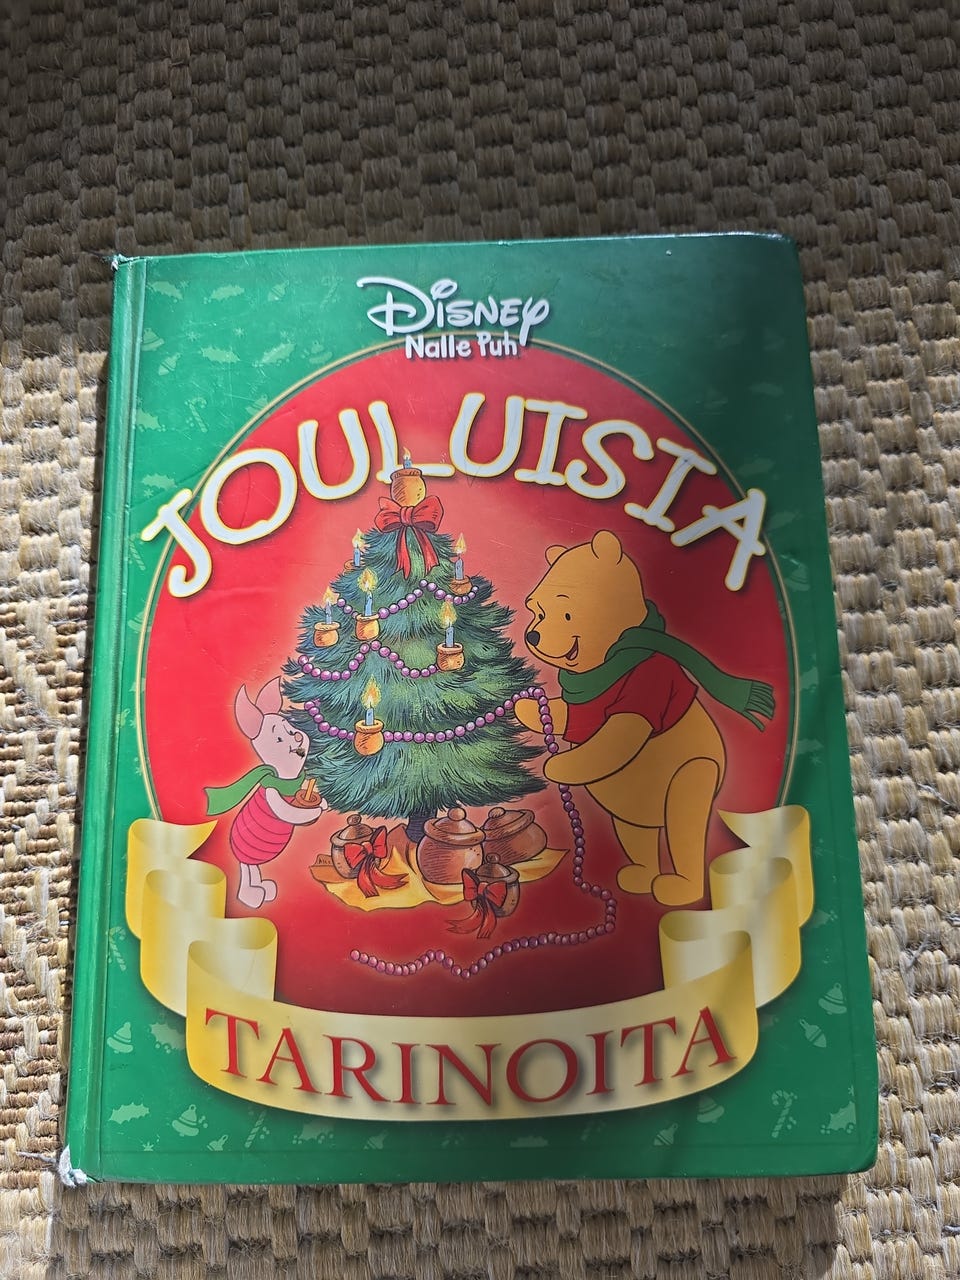 Disney
Nalle Puh
JOULUISIA
TARINOITA